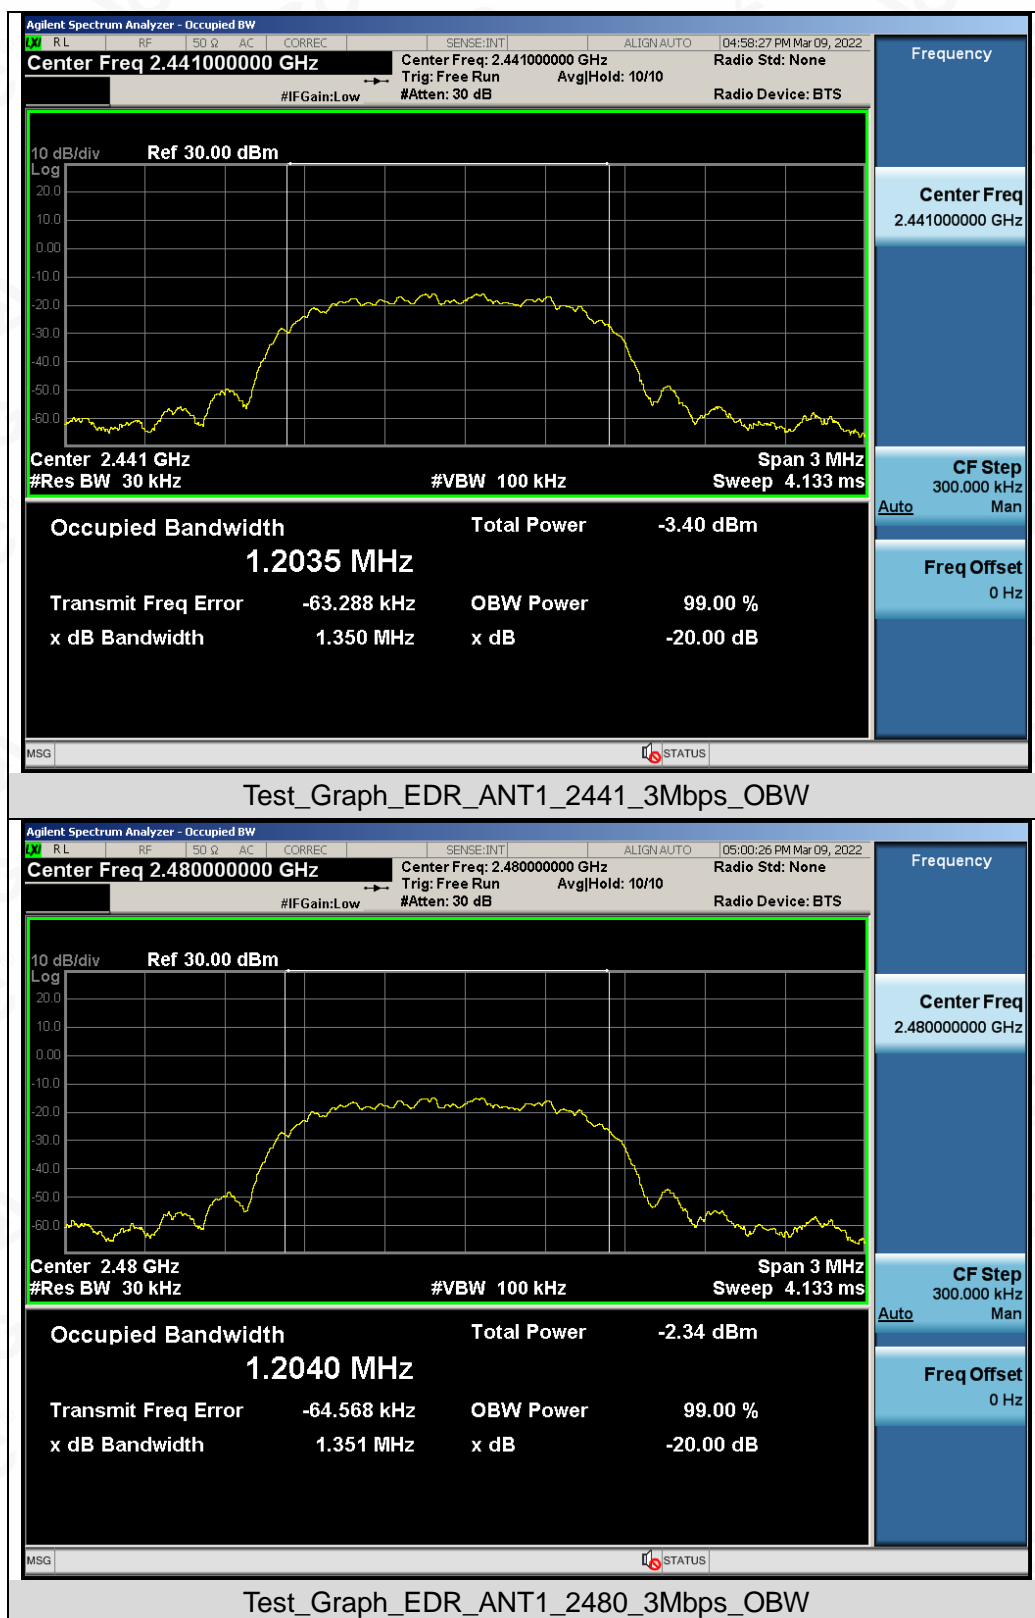 Agilent Spectrum Analyzer - Occupied BW
LXI RL RF 50 Ω AC CORREC SENSE:INT ALIGN AUTO 04:58:27 PM Mar 09, 2022
Center Freq 2.441000000 GHz Center Freq: 2.441000000 GHz Radio Std: None Frequency
Trig: Free Run Avg|Hold: 10/10
#IFGain:Low #Atten: 30 dB Radio Device: BTS
10 dB/div Ref 30.00 dBm
Log
20.0
10.0
0.00
-10.0
-20.0
-30.0
-40.0
-50.0
-60.0
Center Freq
2.441000000 GHz
Center 2.441 GHz Span 3 MHz
#Res BW 30 kHz #VBW 100 kHz Sweep 4.133 ms
CF Step
300.000 kHz
Auto Man
Occupied Bandwidth Total Power -3.40 dBm
1.2035 MHz
Freq Offset
0 Hz
Transmit Freq Error -63.288 kHz OBW Power 99.00 %
x dB Bandwidth 1.350 MHz x dB -20.00 dB
MSG STATUS
Test_Graph_EDR_ANT1_2441_3Mbps_OBW
Agilent Spectrum Analyzer - Occupied BW
LXI RL RF 50 Ω AC CORREC SENSE:INT ALIGN AUTO 05:00:26 PM Mar 09, 2022
Center Freq 2.480000000 GHz Center Freq: 2.480000000 GHz Radio Std: None Frequency
Trig: Free Run Avg|Hold: 10/10
#IFGain:Low #Atten: 30 dB Radio Device: BTS
10 dB/div Ref 30.00 dBm
Log
20.0
10.0
0.00
-10.0
-20.0
-30.0
-40.0
-50.0
-60.0
Center Freq
2.480000000 GHz
Center 2.48 GHz Span 3 MHz
#Res BW 30 kHz #VBW 100 kHz Sweep 4.133 ms
CF Step
300.000 kHz
Auto Man
Occupied Bandwidth Total Power -2.34 dBm
1.2040 MHz
Freq Offset
0 Hz
Transmit Freq Error -64.568 kHz OBW Power 99.00 %
x dB Bandwidth 1.351 MHz x dB -20.00 dB
MSG STATUS
Test_Graph_EDR_ANT1_2480_3Mbps_OBW